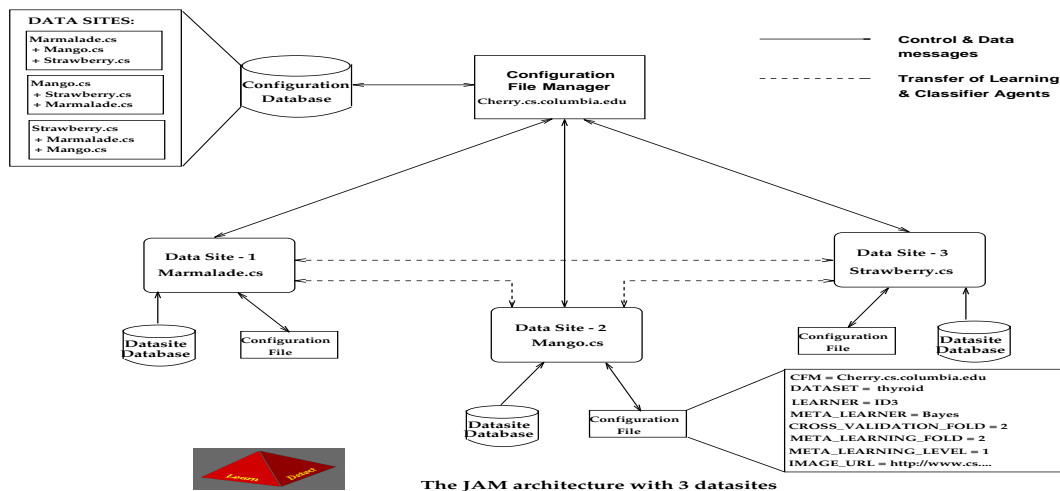 DATA SITES:
Marmalade.cs
+ Mango.cs
+ Strawberry.cs
Mango.cs
+ Strawberry.cs
+ Marmalade.cs
Strawberry.cs
+ Marmalade.cs
+ Mango.cs
Configuration
Database
Configuration
File Manager
Cherry.cs.columbia.edu
Control & Data
messages
Transfer of Learning
& Classifier Agents
Data Site - 1
Marmalade.cs
Data Site - 3
Strawberry.cs
Data Site - 2
Mango.cs
Datasite
Database
Configuration
File
Configuration
File
Datasite
Database
Datasite
Database
Configuration
File
CFM = Cherry.cs.columbia.edu
DATASET = thyroid
LEARNER = ID3
META_LEARNER = Bayes
CROSS_VALIDATION_FOLD = 2
META_LEARNING_FOLD = 2
META_LEARNING_LEVEL = 1
IMAGE_URL = http://www.cs....
Learn
Detect
The JAM architecture with 3 datasites